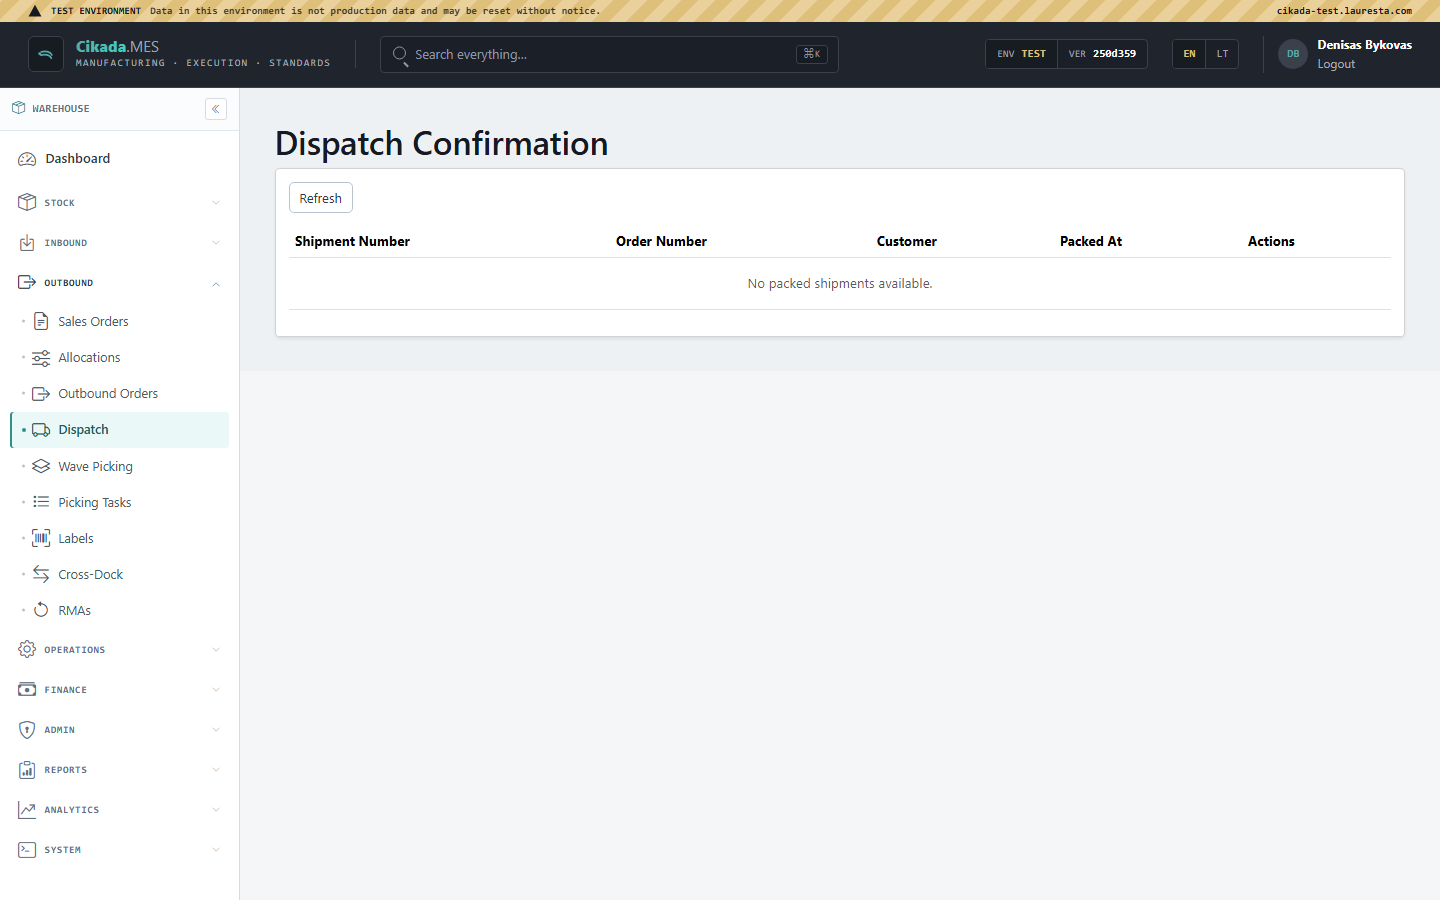 TEST ENVIRONMENT Data in this environment is not production data and may be reset without notice.
cikada-test.lauresta.com
Cikada.MES
MANUFACTURING · EXECUTION · STANDARDS
Search everything...
⌘K
ENV TEST
VER 250d359
EN
LT
DB
Denisas Bykovas
Logout
WAREHOUSE
Dashboard
STOCK
INBOUND
OUTBOUND
Sales Orders
Allocations
Outbound Orders
Dispatch
Wave Picking
Picking Tasks
Labels
Cross-Dock
RMAs
OPERATIONS
FINANCE
ADMIN
REPORTS
ANALYTICS
SYSTEM
Dispatch Confirmation
Refresh
Shipment Number Order Number Customer Packed At Actions
No packed shipments available.